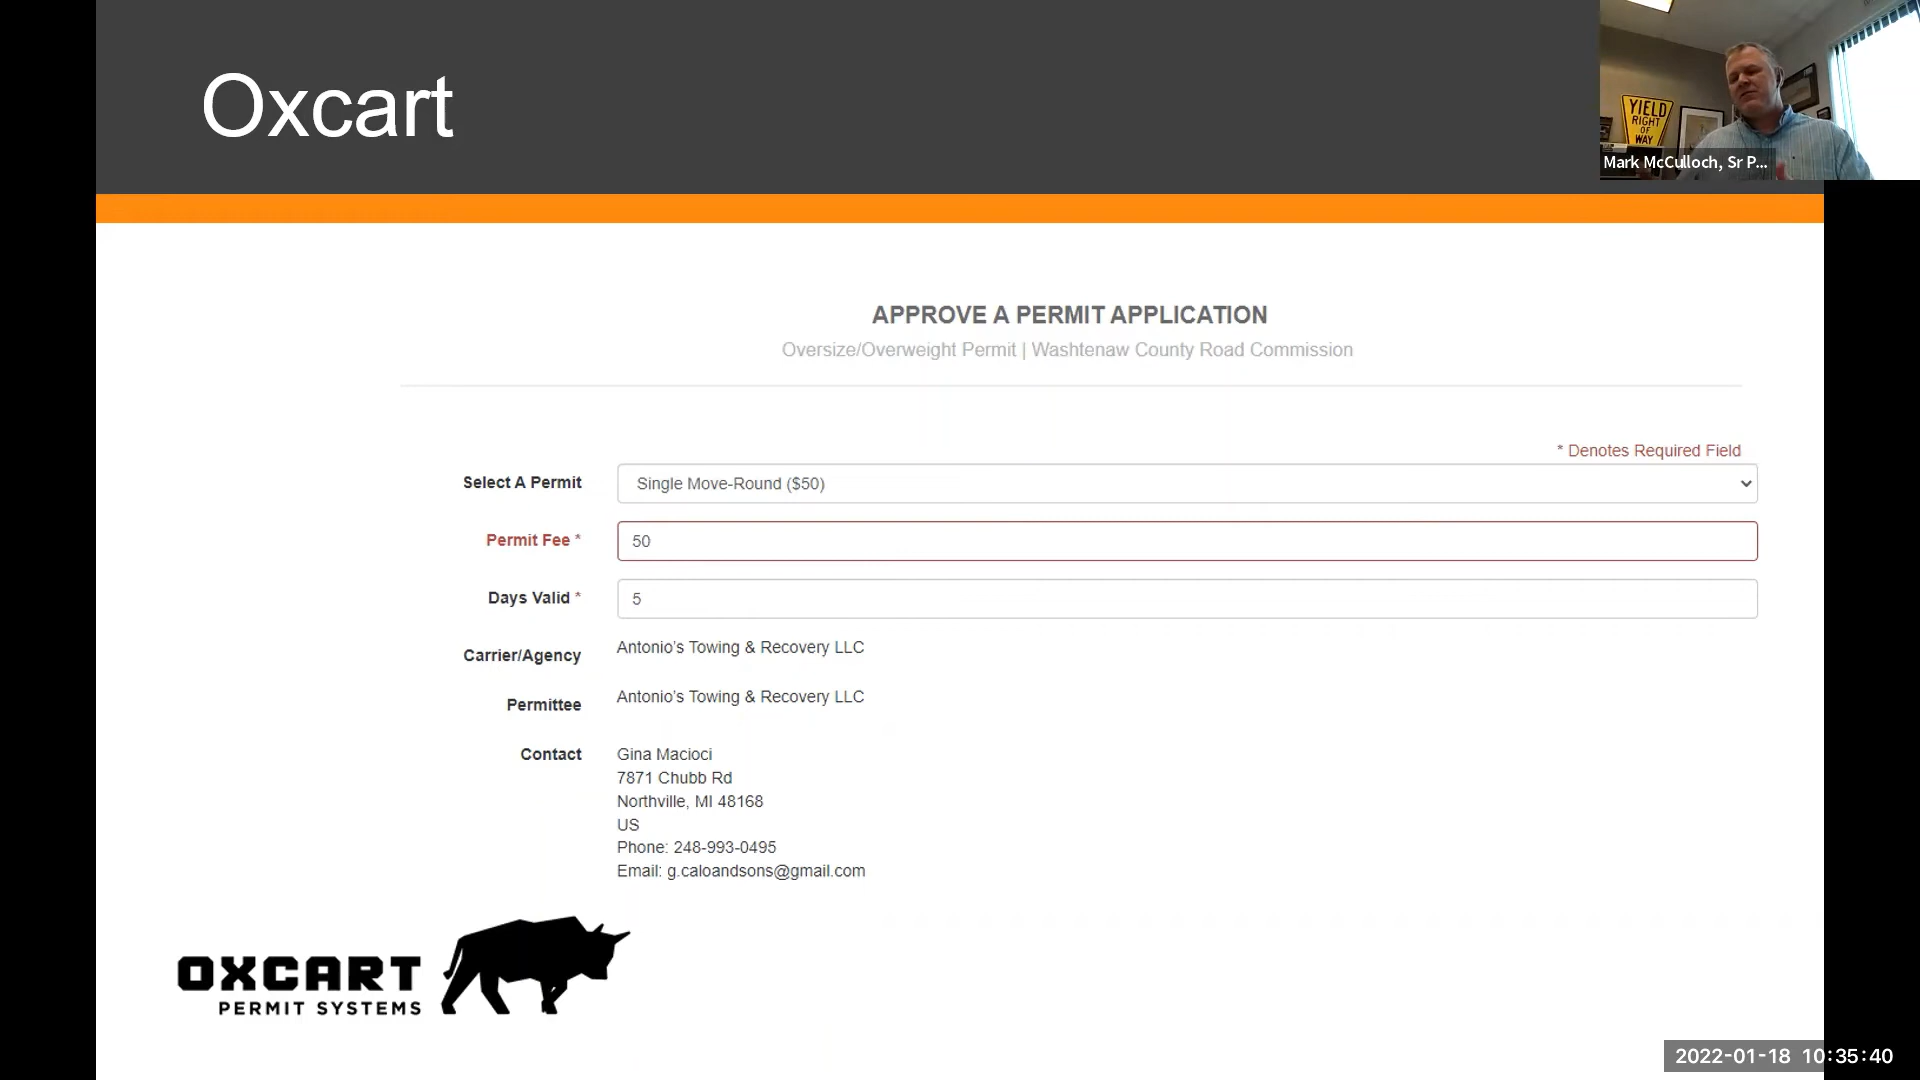 Oxcart
YIELD
RIGHT
OF
WAY
Mark McCulloch, Sr P...
APPROVE A PERMIT APPLICATION
Oversize/Overweight Permit | Washtenaw County Road Commission
* Denotes Required Field
Select A Permit Single Move-Round ($50)
Permit Fee * 50
Days Valid * 5
Carrier/Agency Antonio's Towing & Recovery LLC
Permittee Antonio's Towing & Recovery LLC
Contact Gina Macioci
7871 Chubb Rd
Northville, MI 48168
US
Phone: 248-993-0495
Email: g.caloandsons@gmail.com
OXCART
PERMIT SYSTEMS
2022-01-18 10:35:40